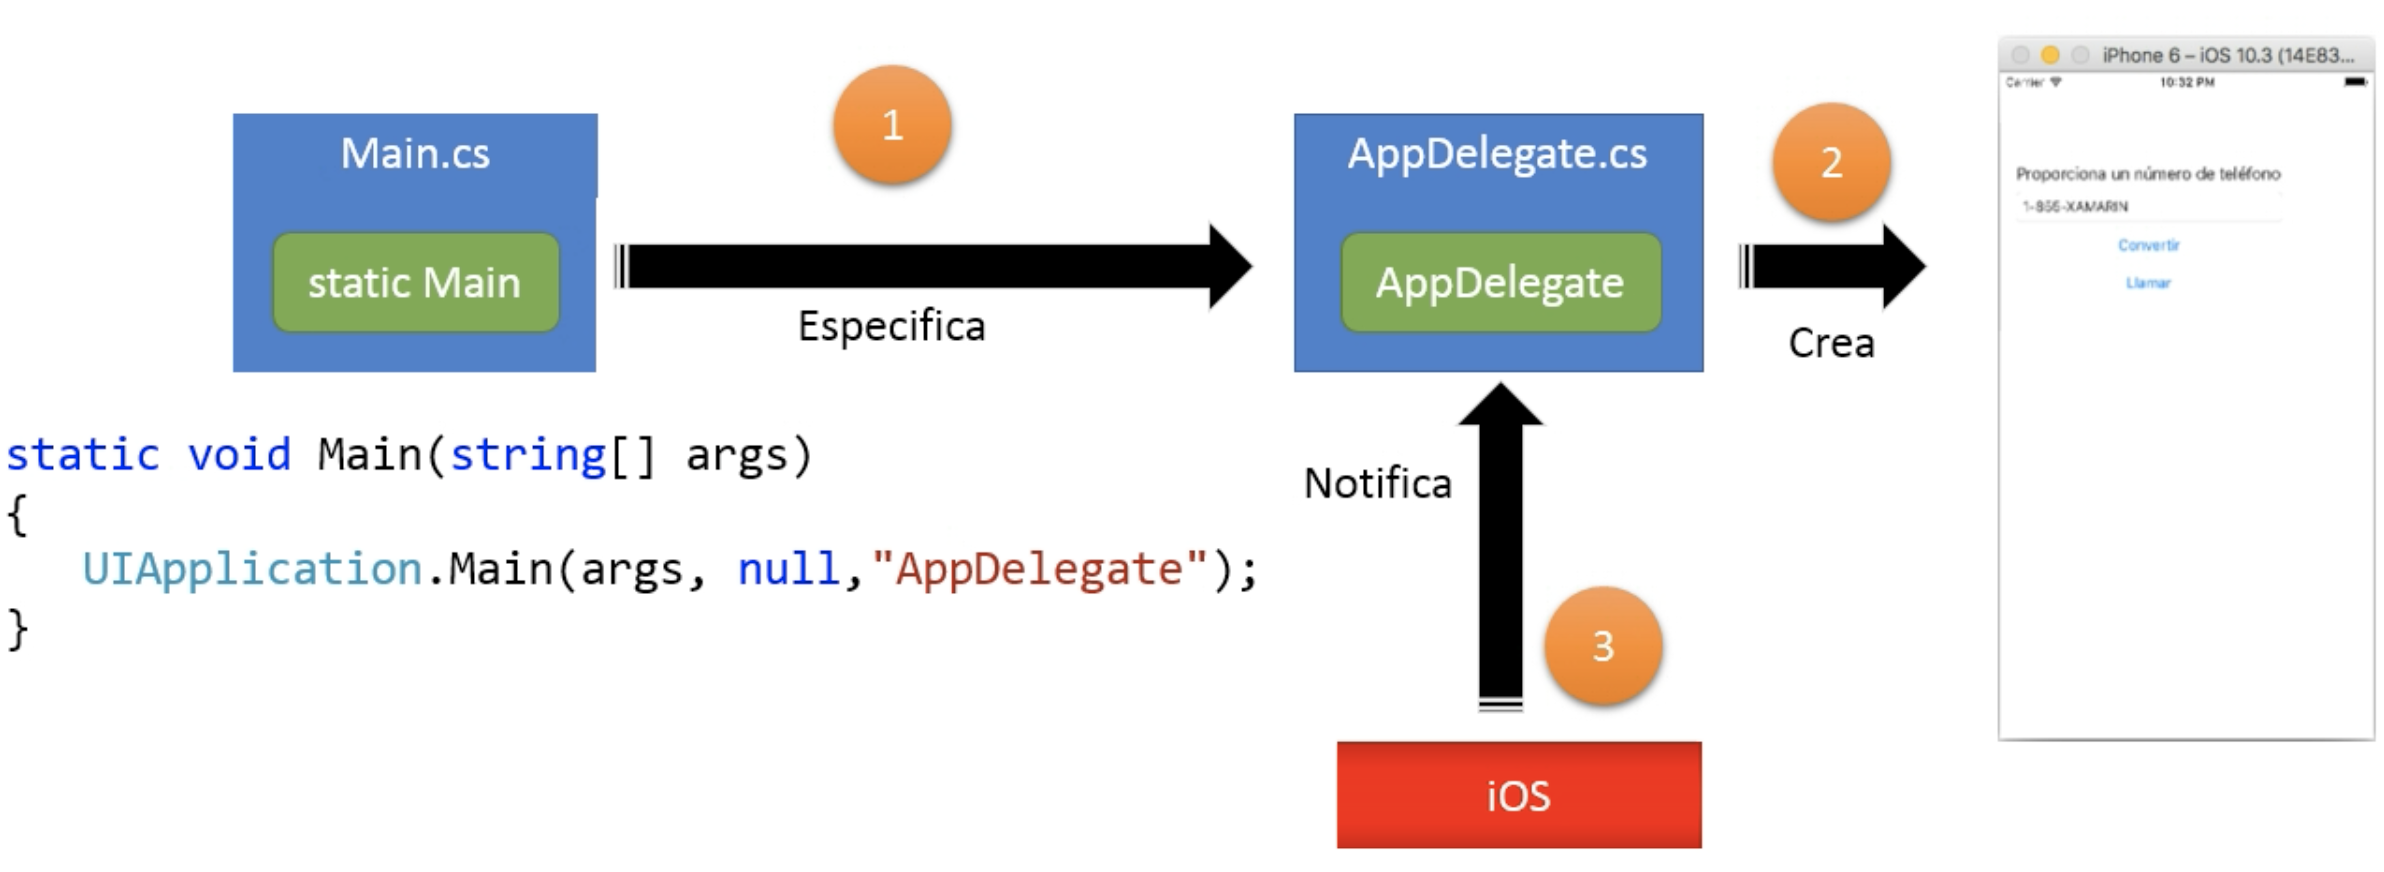 Main.cs
static Main
1
Especifica
AppDelegate.cs
AppDelegate
2
Crea
iPhone 6 – iOS 10.3 (14E83...
Carrier
10:32 PM
Proporciona un número de teléfono
1-855-XAMARIN
Convertir
Llamar
static void Main(string[] args)
{
UIApplication.Main(args, null,"AppDelegate");
}
Notifica
3
iOS